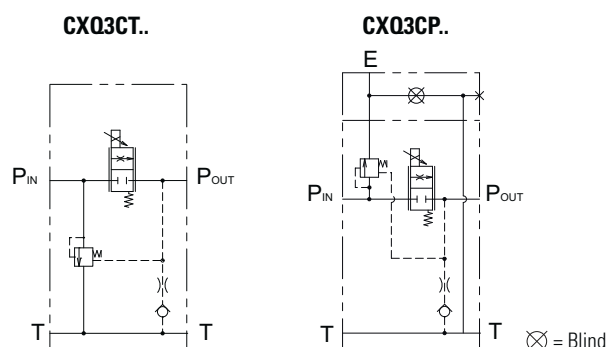 CXQ3CT.. CXQ3CP..
E
PIN POUT PIN POUT
T T T T
= Blind